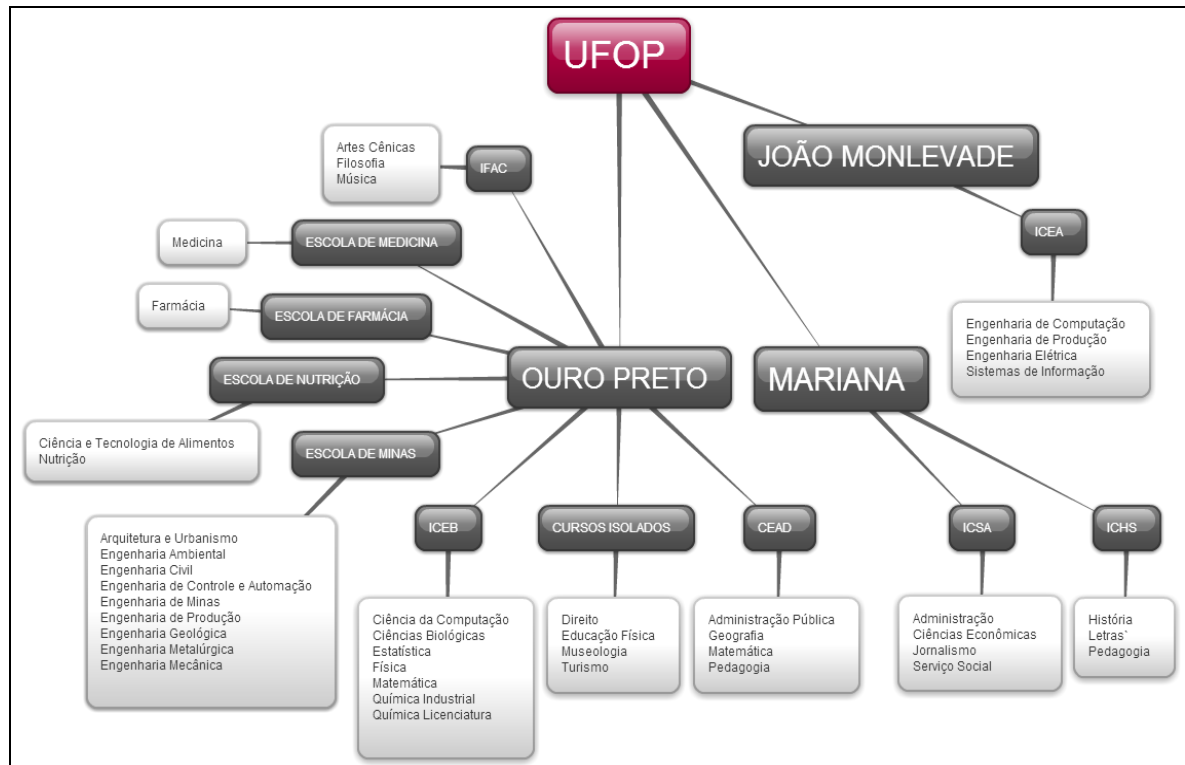 UFOP
JOÃO MONLEVADE
ICEA
Engenharia de Computação
Engenharia de Produção
Engenharia Elétrica
Sistemas de Informação
IFAC
Artes Cênicas
Filosofia
Música
ESCOLA DE MEDICINA
Medicina
ESCOLA DE FARMÁCIA
Farmácia
ESCOLA DE NUTRIÇÃO
Ciência e Tecnologia de Alimentos
Nutrição
OURO PRETO
MARIANA
ESCOLA DE MINAS
Arquitetura e Urbanismo
Engenharia Ambiental
Engenharia Civil
Engenharia de Controle e Automação
Engenharia de Minas
Engenharia de Produção
Engenharia Geológica
Engenharia Metalúrgica
Engenharia Mecânica
ICEB
Ciência da Computação
Ciências Biológicas
Estatística
Física
Matemática
Química Industrial
Química Licenciatura
CURSOS ISOLADOS
Direito
Educação Física
Museologia
Turismo
CEAD
Administração Pública
Geografia
Matemática
Pedagogia
ICSA
Administração
Ciências Econômicas
Jornalismo
Serviço Social
ICHS
História
Letras`
Pedagogia